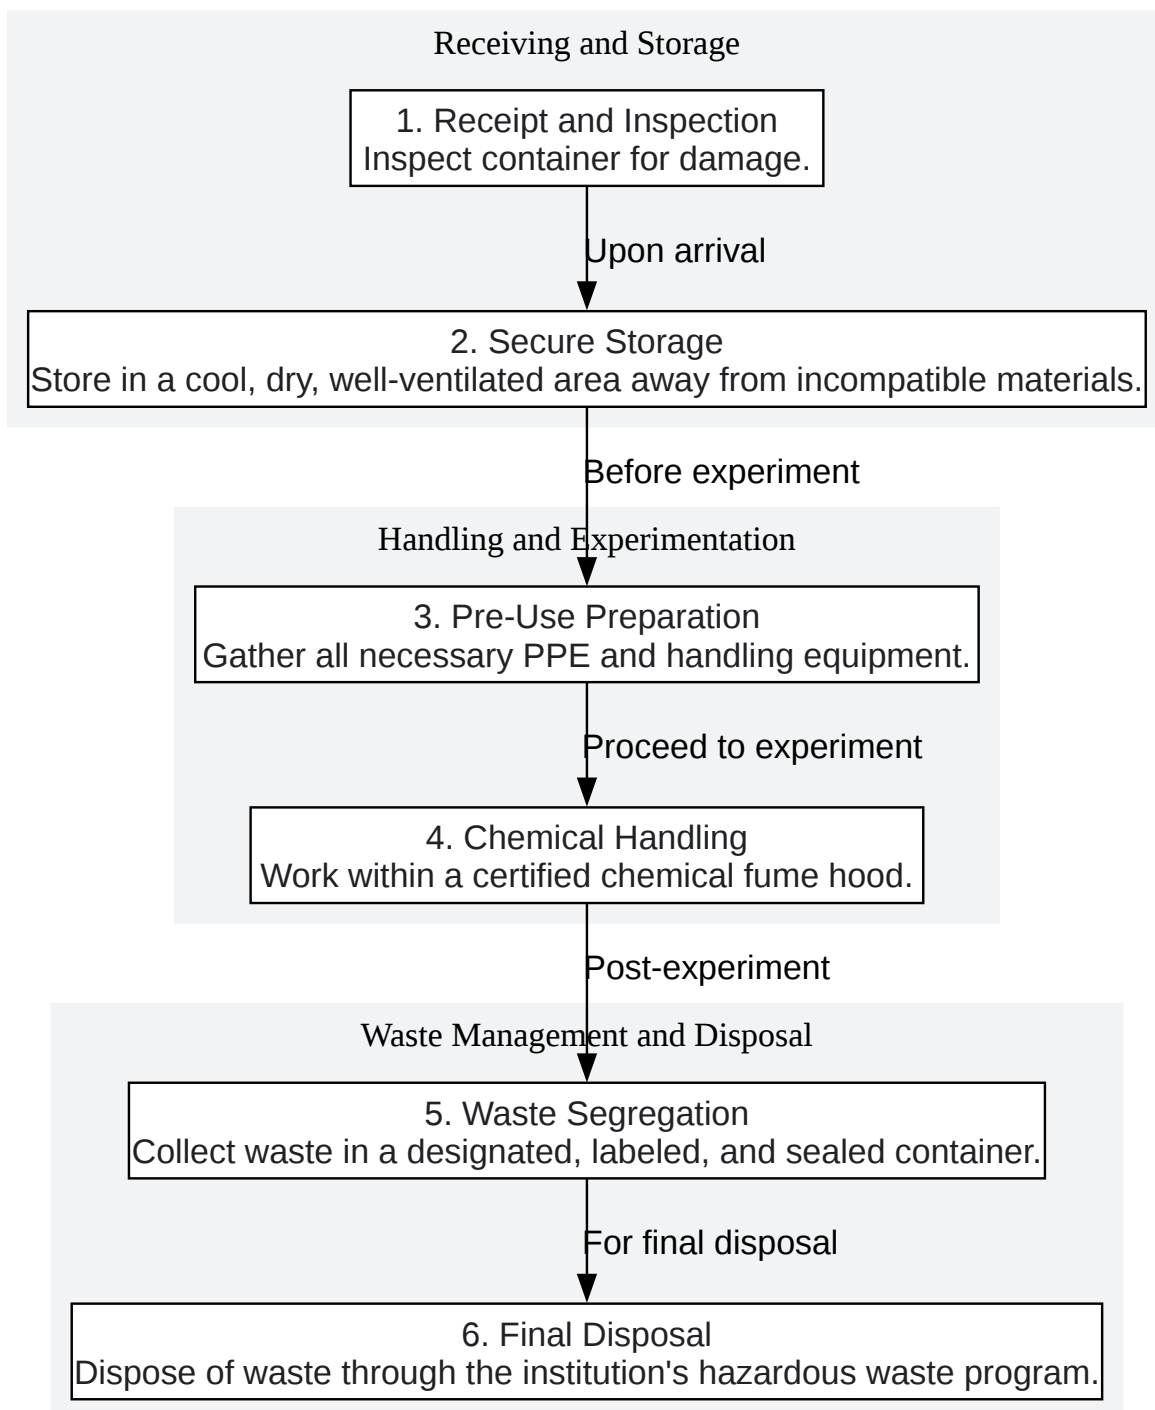 Receiving and Storage
1. Receipt and Inspection
Inspect container for damage.
Upon arrival
2. Secure Storage
Store in a cool, dry, well-ventilated area away from incompatible materials.
Before experiment
Handling and Experimentation
3. Pre-Use Preparation
Gather all necessary PPE and handling equipment.
Proceed to experiment
4. Chemical Handling
Work within a certified chemical fume hood.
Post-experiment
Waste Management and Disposal
5. Waste Segregation
Collect waste in a designated, labeled, and sealed container.
For final disposal
6. Final Disposal
Dispose of waste through the institution's hazardous waste program.